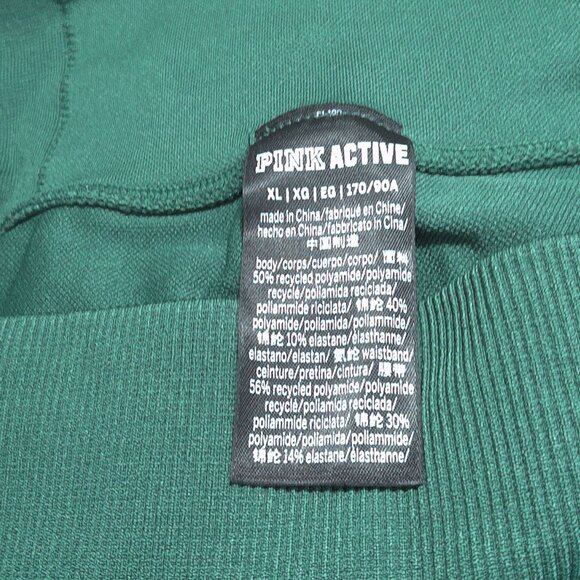 PINK ACTIVE
XL | XG | EG | 170/90A
made in China/fabriqué en Chine/
hecho en China/fabbricato in Cina/
中国制造
body/corps/cuerpo/corpo/ 面料
50% recycled polyamide/polyamide
recyclé/poliamida reciclada/
poliammide riciclata/ 锦纶 40%
polyamide/poliamida/poliammide/
锦纶 10% elastane/élasthanne/
elastano/elastan/ 氨纶 waistband/
ceinture/pretina/cintura/ 腰带
56% recycled polyamide/polyamide
recyclé/poliamida reciclada/
poliammide riciclata/ 锦纶 30%
polyamide/poliamida/poliammide/
锦纶 14% elastane/élasthanne/